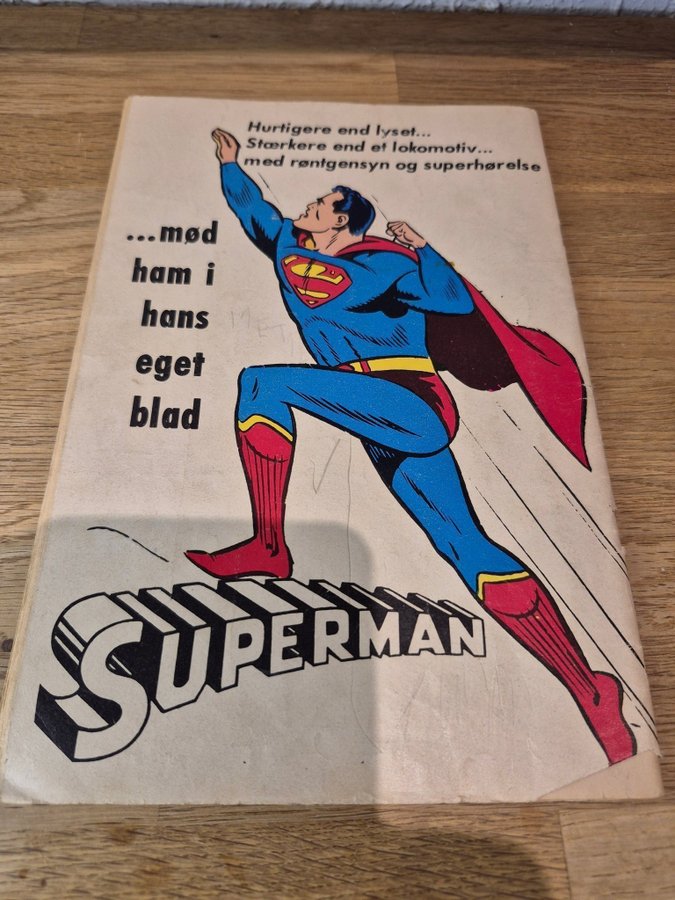 Hurtigere end lyset...
Stærkere end et lokomotiv...
med røntgensyn og superhørelse
...mød
ham i
hans
eget
blad
S
SUPERMAN